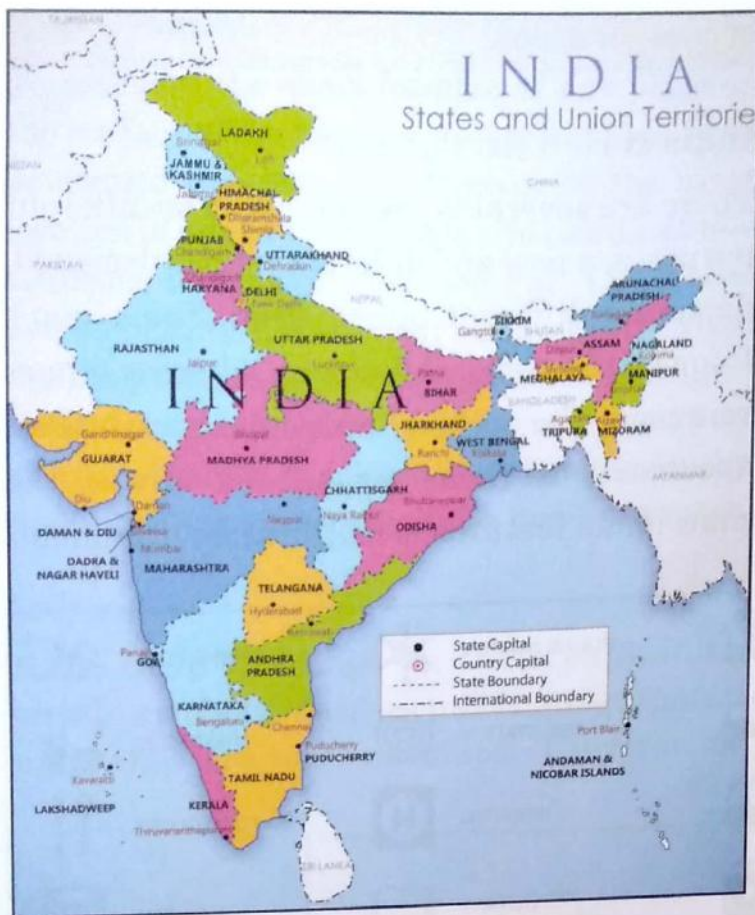 TAJIKISTAN
INDIA
States and Union Territorie
LADAKH
Srinagar
Leh
JAMMU &
KASHMIR
CHINA
HIMACHAL
PRADESH
Dharamshala
Shimla
PUNJAB
Chandigarh
UTTARAKHAND
Dehradun
PAKISTAN
Chandigarh
HARYANA
DELHI
New Delhi
NEPAL
ARUNACHAL
PRADESH
SIKKIM
Gangtok
BHUTAN
RAJASTHAN
Jaipur
UTTAR PRADESH
Lucknow
ASSAM
Dispur
NAGALAND
Kohima
INDIA
Patna
BIHAR
MEGHALAYA
MANIPUR
BANGLADESH
Gandhinagar
GUJARAT
Bhopal
MADHYA PRADESH
JHARKHAND
Ranchi
WEST BENGAL
Kolkata
TRIPURA
MIZORAM
MYANMAR
CHHATTISGARH
Naya Raipur
Bhubaneswar
ODISHA
Diu
Daman
DAMAN & DIU
Nagpur
Mumbai
DADRA &
NAGAR HAVELI
MAHARASHTRA
TELANGANA
Hyderabad
Panaji
GOA
ANDHRA
PRADESH
State Capital
Country Capital
State Boundary
International Boundary
KARNATAKA
Bengaluru
Chennai
Puducherry
PUDUCHERRY
Port Blair
ANDAMAN &
NICOBAR ISLANDS
Kavaratti
LAKSHADWEEP
TAMIL NADU
KERALA
Thiruvananthapuram
SRI LANKA